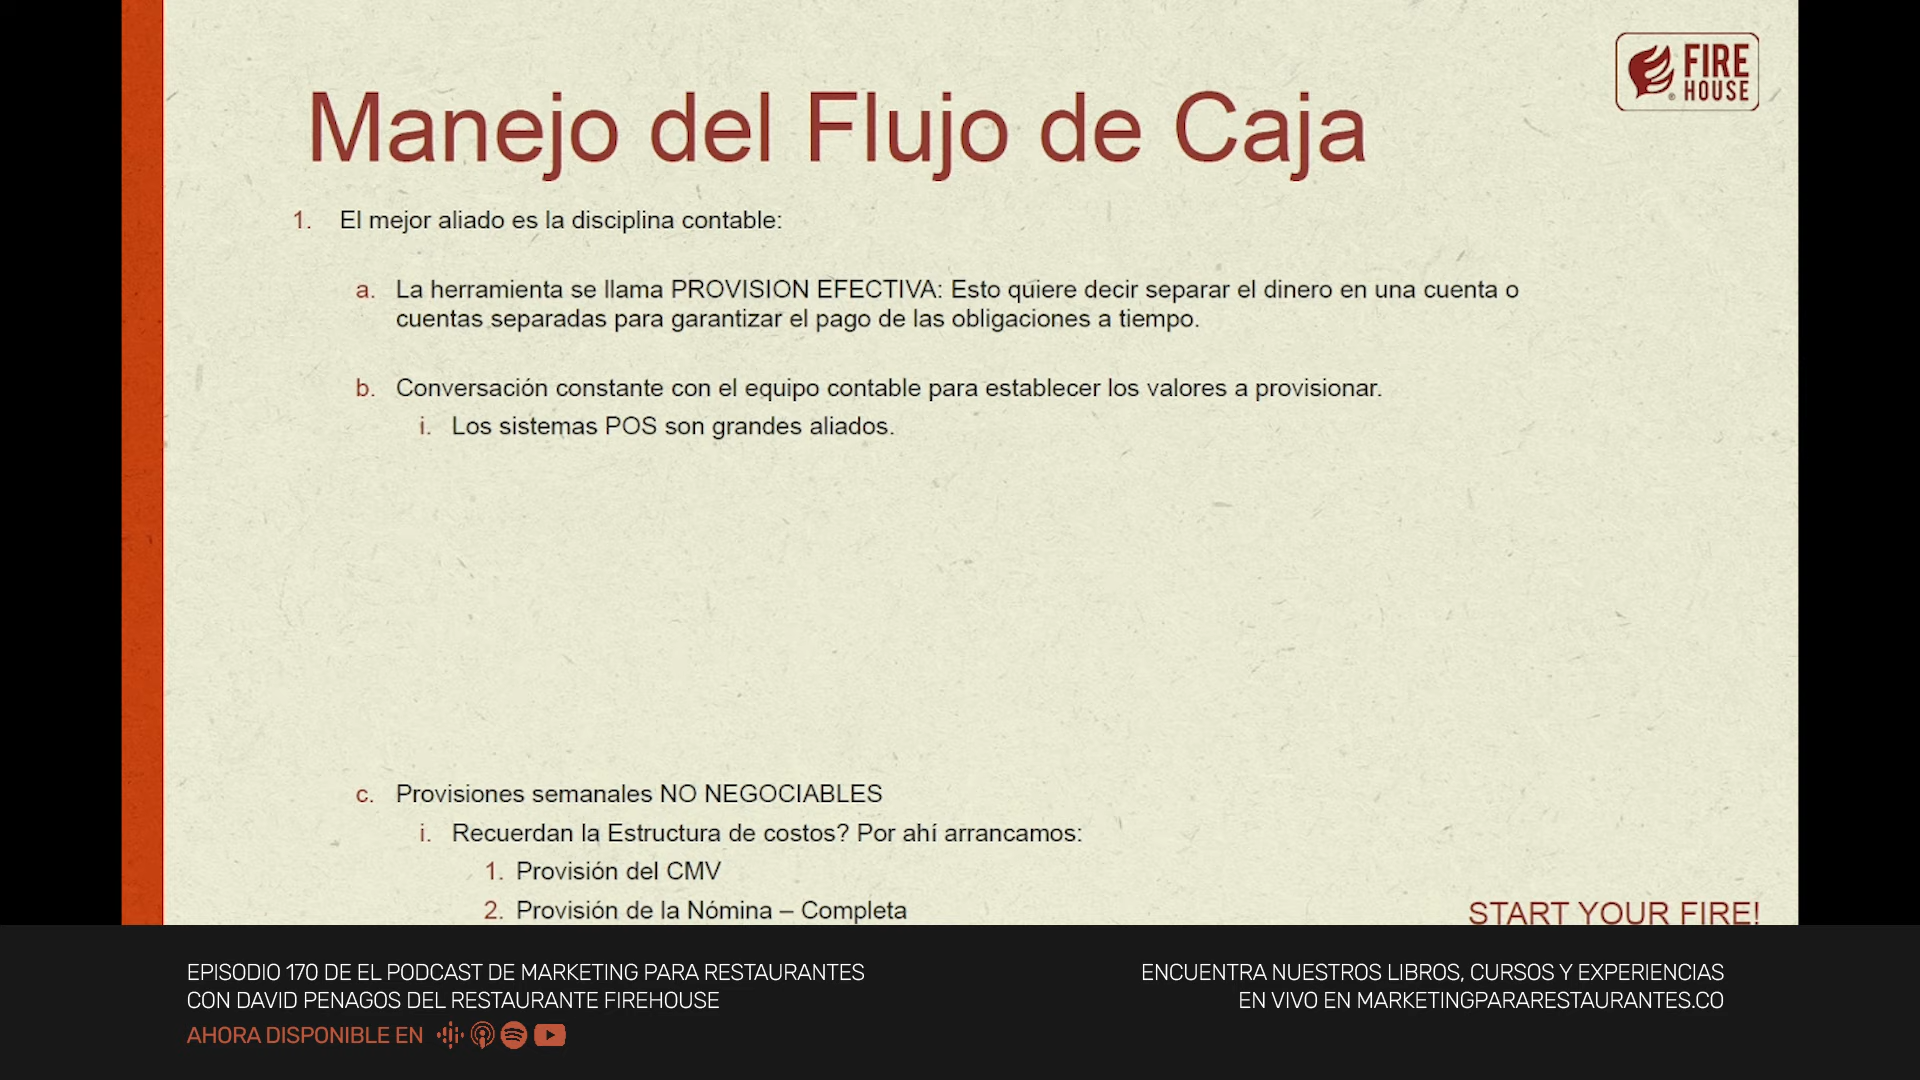 FIRE
HOUSE
Manejo del Flujo de Caja
1. El mejor aliado es la disciplina contable:
a. La herramienta se llama PROVISION EFECTIVA: Esto quiere decir separar el dinero en una cuenta o
cuentas separadas para garantizar el pago de las obligaciones a tiempo.
b. Conversación constante con el equipo contable para establecer los valores a provisionar.
i. Los sistemas POS son grandes aliados.
c. Provisiones semanales NO NEGOCIABLES
i. Recuerdan la Estructura de costos? Por ahí arrancamos:
1. Provisión del CMV
2. Provisión de la Nómina – Completa
START YOUR FIRE!
EPISODIO 170 DE EL PODCAST DE MARKETING PARA RESTAURANTES
CON DAVID PENAGOS DEL RESTAURANTE FIREHOUSE
AHORA DISPONIBLE EN
ENCUENTRA NUESTROS LIBROS, CURSOS Y EXPERIENCIAS
EN VIVO EN MARKETINGPARARESTAURANTES.CO